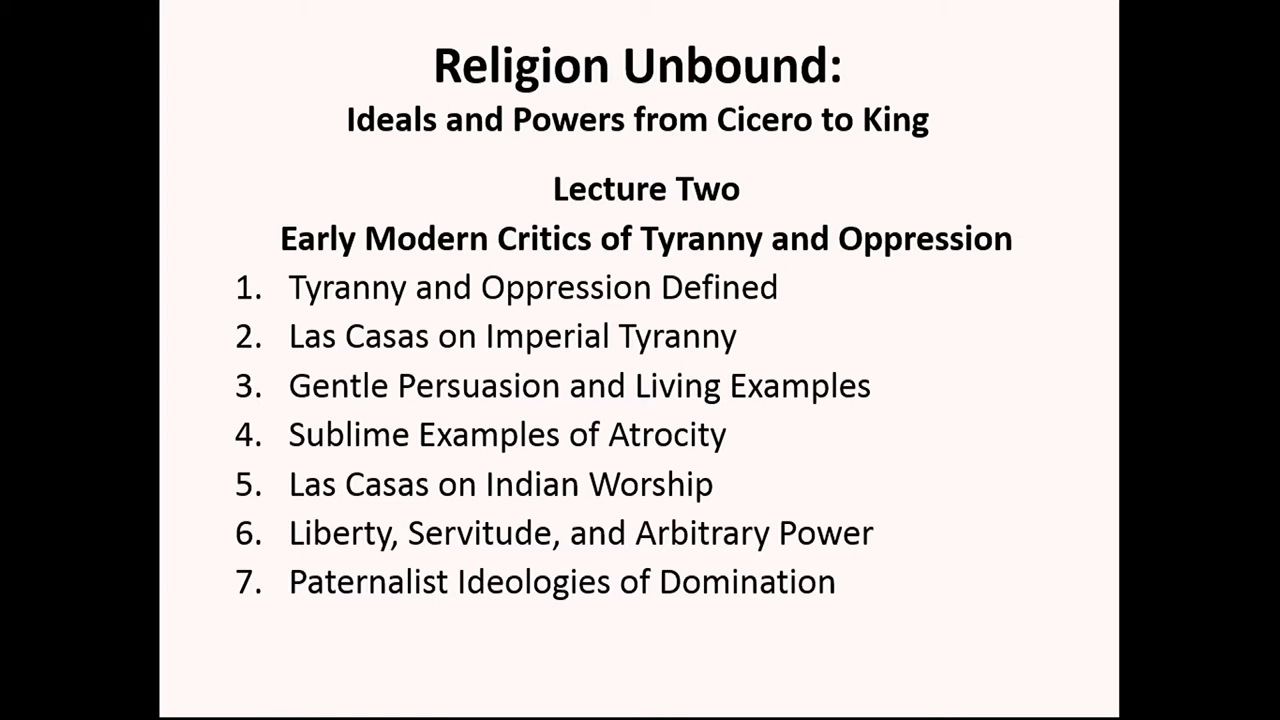 Religion Unbound:
Ideals and Powers from Cicero to King
Lecture Two
Early Modern Critics of Tyranny and Oppression
1. Tyranny and Oppression Defined
2. Las Casas on Imperial Tyranny
3. Gentle Persuasion and Living Examples
4. Sublime Examples of Atrocity
5. Las Casas on Indian Worship
6. Liberty, Servitude, and Arbitrary Power
7. Paternalist Ideologies of Domination